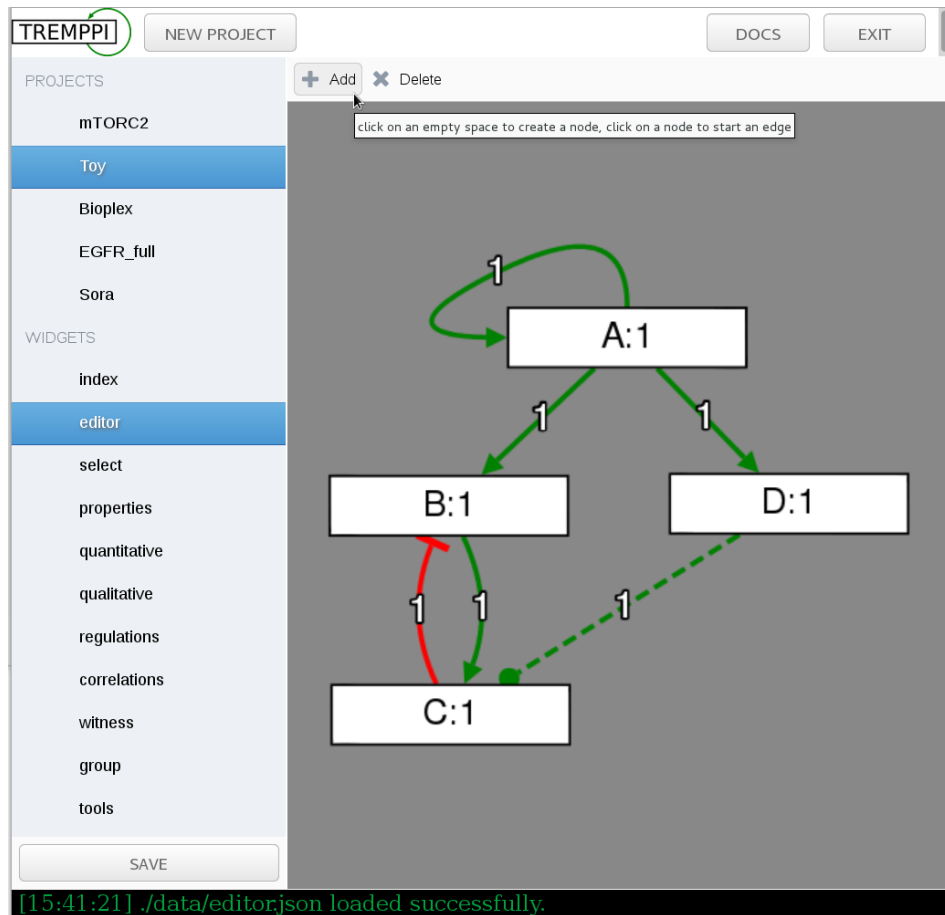 TREMPPI
NEW PROJECT
DOCS
EXIT
PROJECTS
Add
Delete
click on an empty space to create a node, click on a node to start an edge
mTORC2
Toy
Bioplex
EGFR_full
Sora
WIDGETS
index
editor
select
properties
quantitative
qualitative
regulations
correlations
witness
group
tools
SAVE
1
A:1
1
1
B:1
D:1
1
1
1
C:1
[15:41:21] ./data/editor.json loaded successfully.